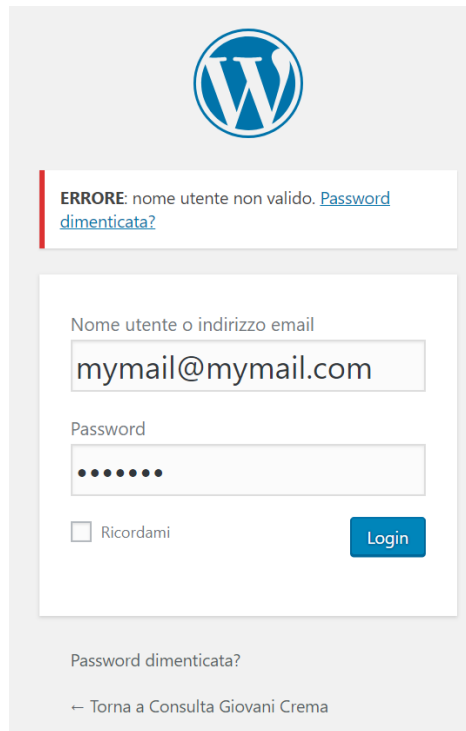 ERRORE: nome utente non valido. Password
dimenticata?
Nome utente o indirizzo email
mymail@mymail.com
Password
•••••••
Ricordami
Login
Password dimenticata?
← Torna a Consulta Giovani Crema